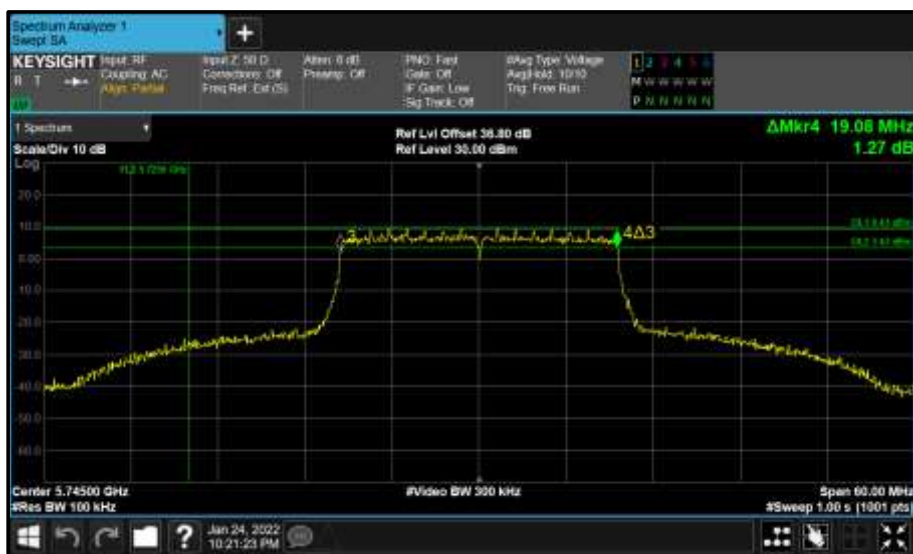 Spectrum Analyzer 1
Swept SA
+
KEYSIGHT Input: RF
R T Coupling: AC
Align: Partial
Input Z: 50 Ω
Corrections: Off
Freq Ref: Ext (S)
Atten: 6 dB
Preamp: Off
PNO: Fast
Gate: Off
IF Gain: Low
Sig Track: Off
#Avg Type: Voltage
Avg|Hold: 10/10
Trig: Free Run
1 2 3 4 5 6
M W W W W W
P N N N N N
1 Spectrum
Scale/Div 10 dB
Ref Lvl Offset 36.80 dB
Ref Level 30.00 dBm
ΔMkr4 19.08 MHz
1.27 dB
Log
20.0
10.0
0.00
-10.0
-20.0
-30.0
-40.0
-50.0
-60.0
3
4Δ3
Center 5.74500 GHz
#Res BW 100 kHz
#Video BW 300 kHz
Span 60.00 MHz
#Sweep 1.00 s (1001 pts)
?
Jan 24, 2022
10:21:23 PM